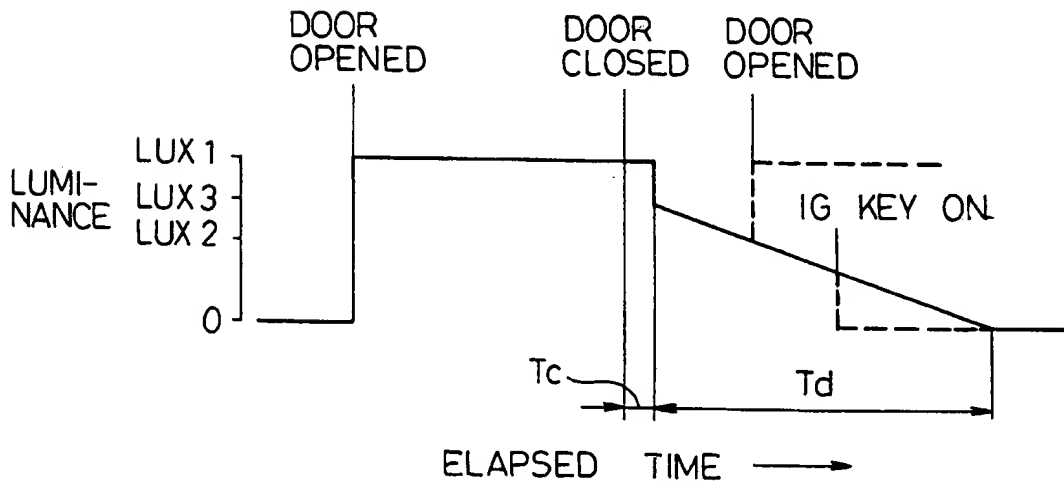 DOOR
OPENED
DOOR
CLOSED
DOOR
OPENED
LUMI-
NANCE
LUX 1
LUX 3
LUX 2
0
IG KEY ON
Tc
Td
ELAPSED TIME